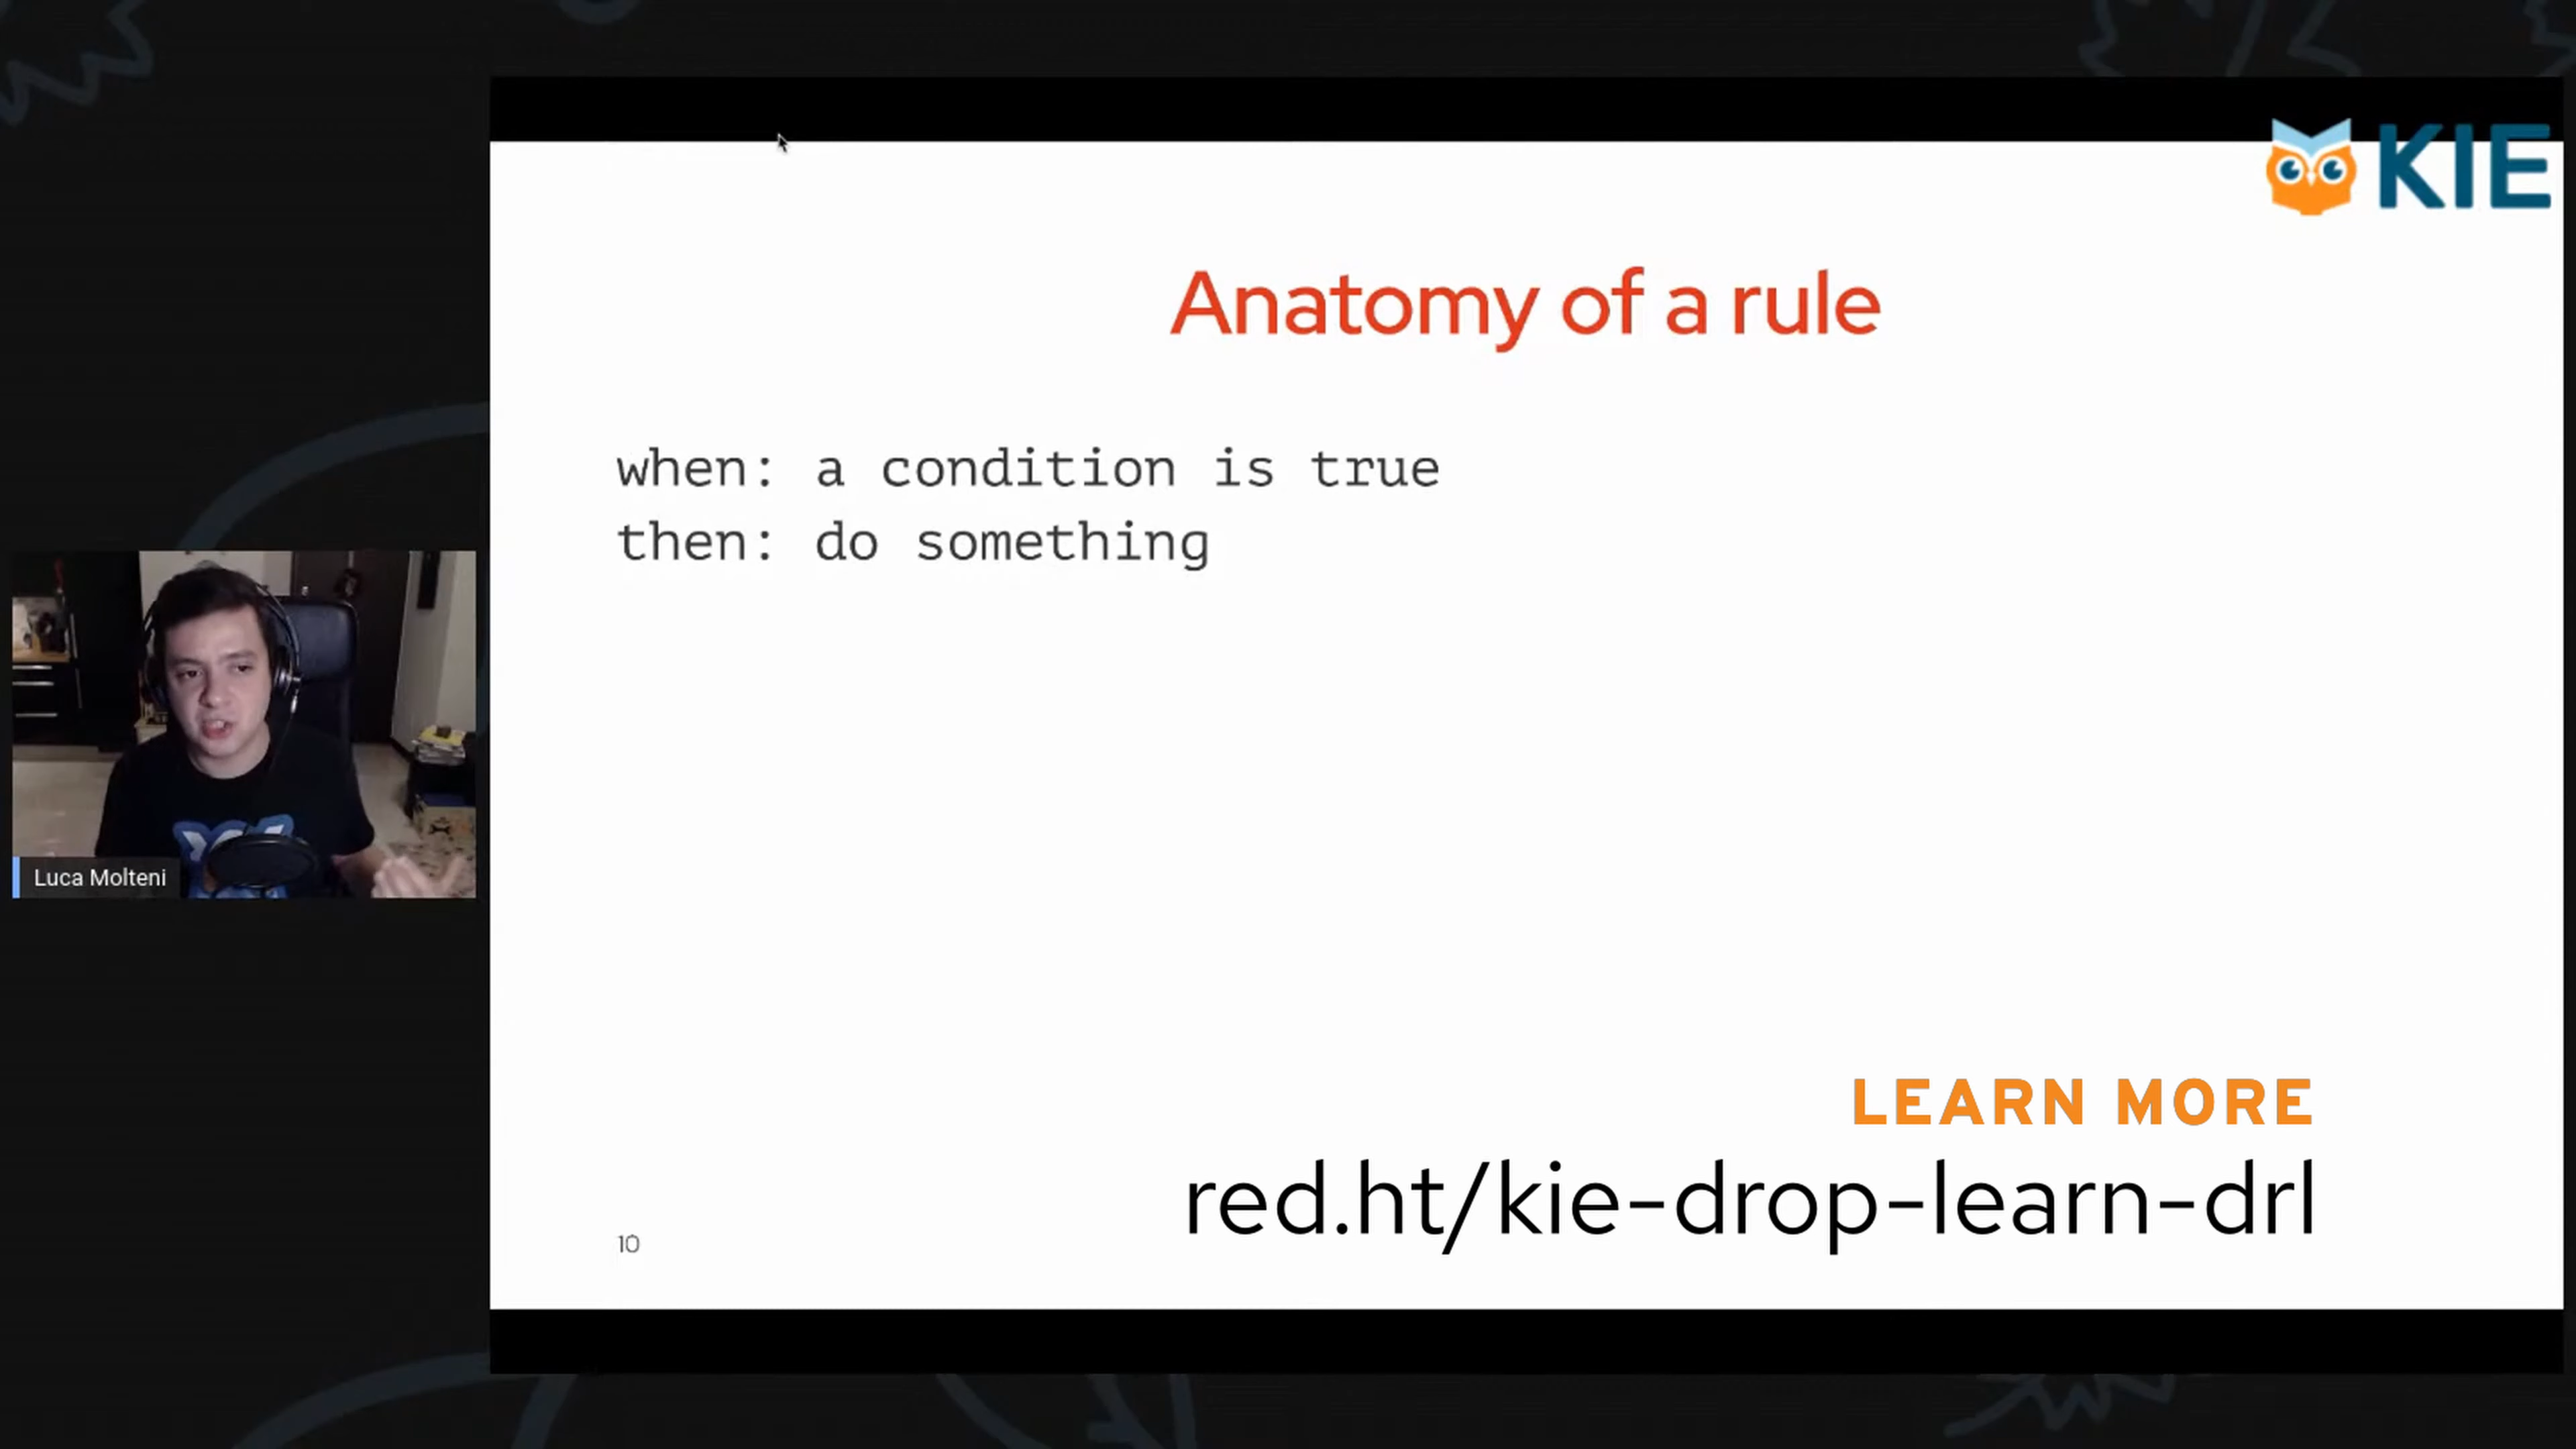 KIE
Anatomy of a rule
when: a condition is true
then: do something
Luca Molteni
LEARN MORE
red.ht/kie-drop-learn-drl
10